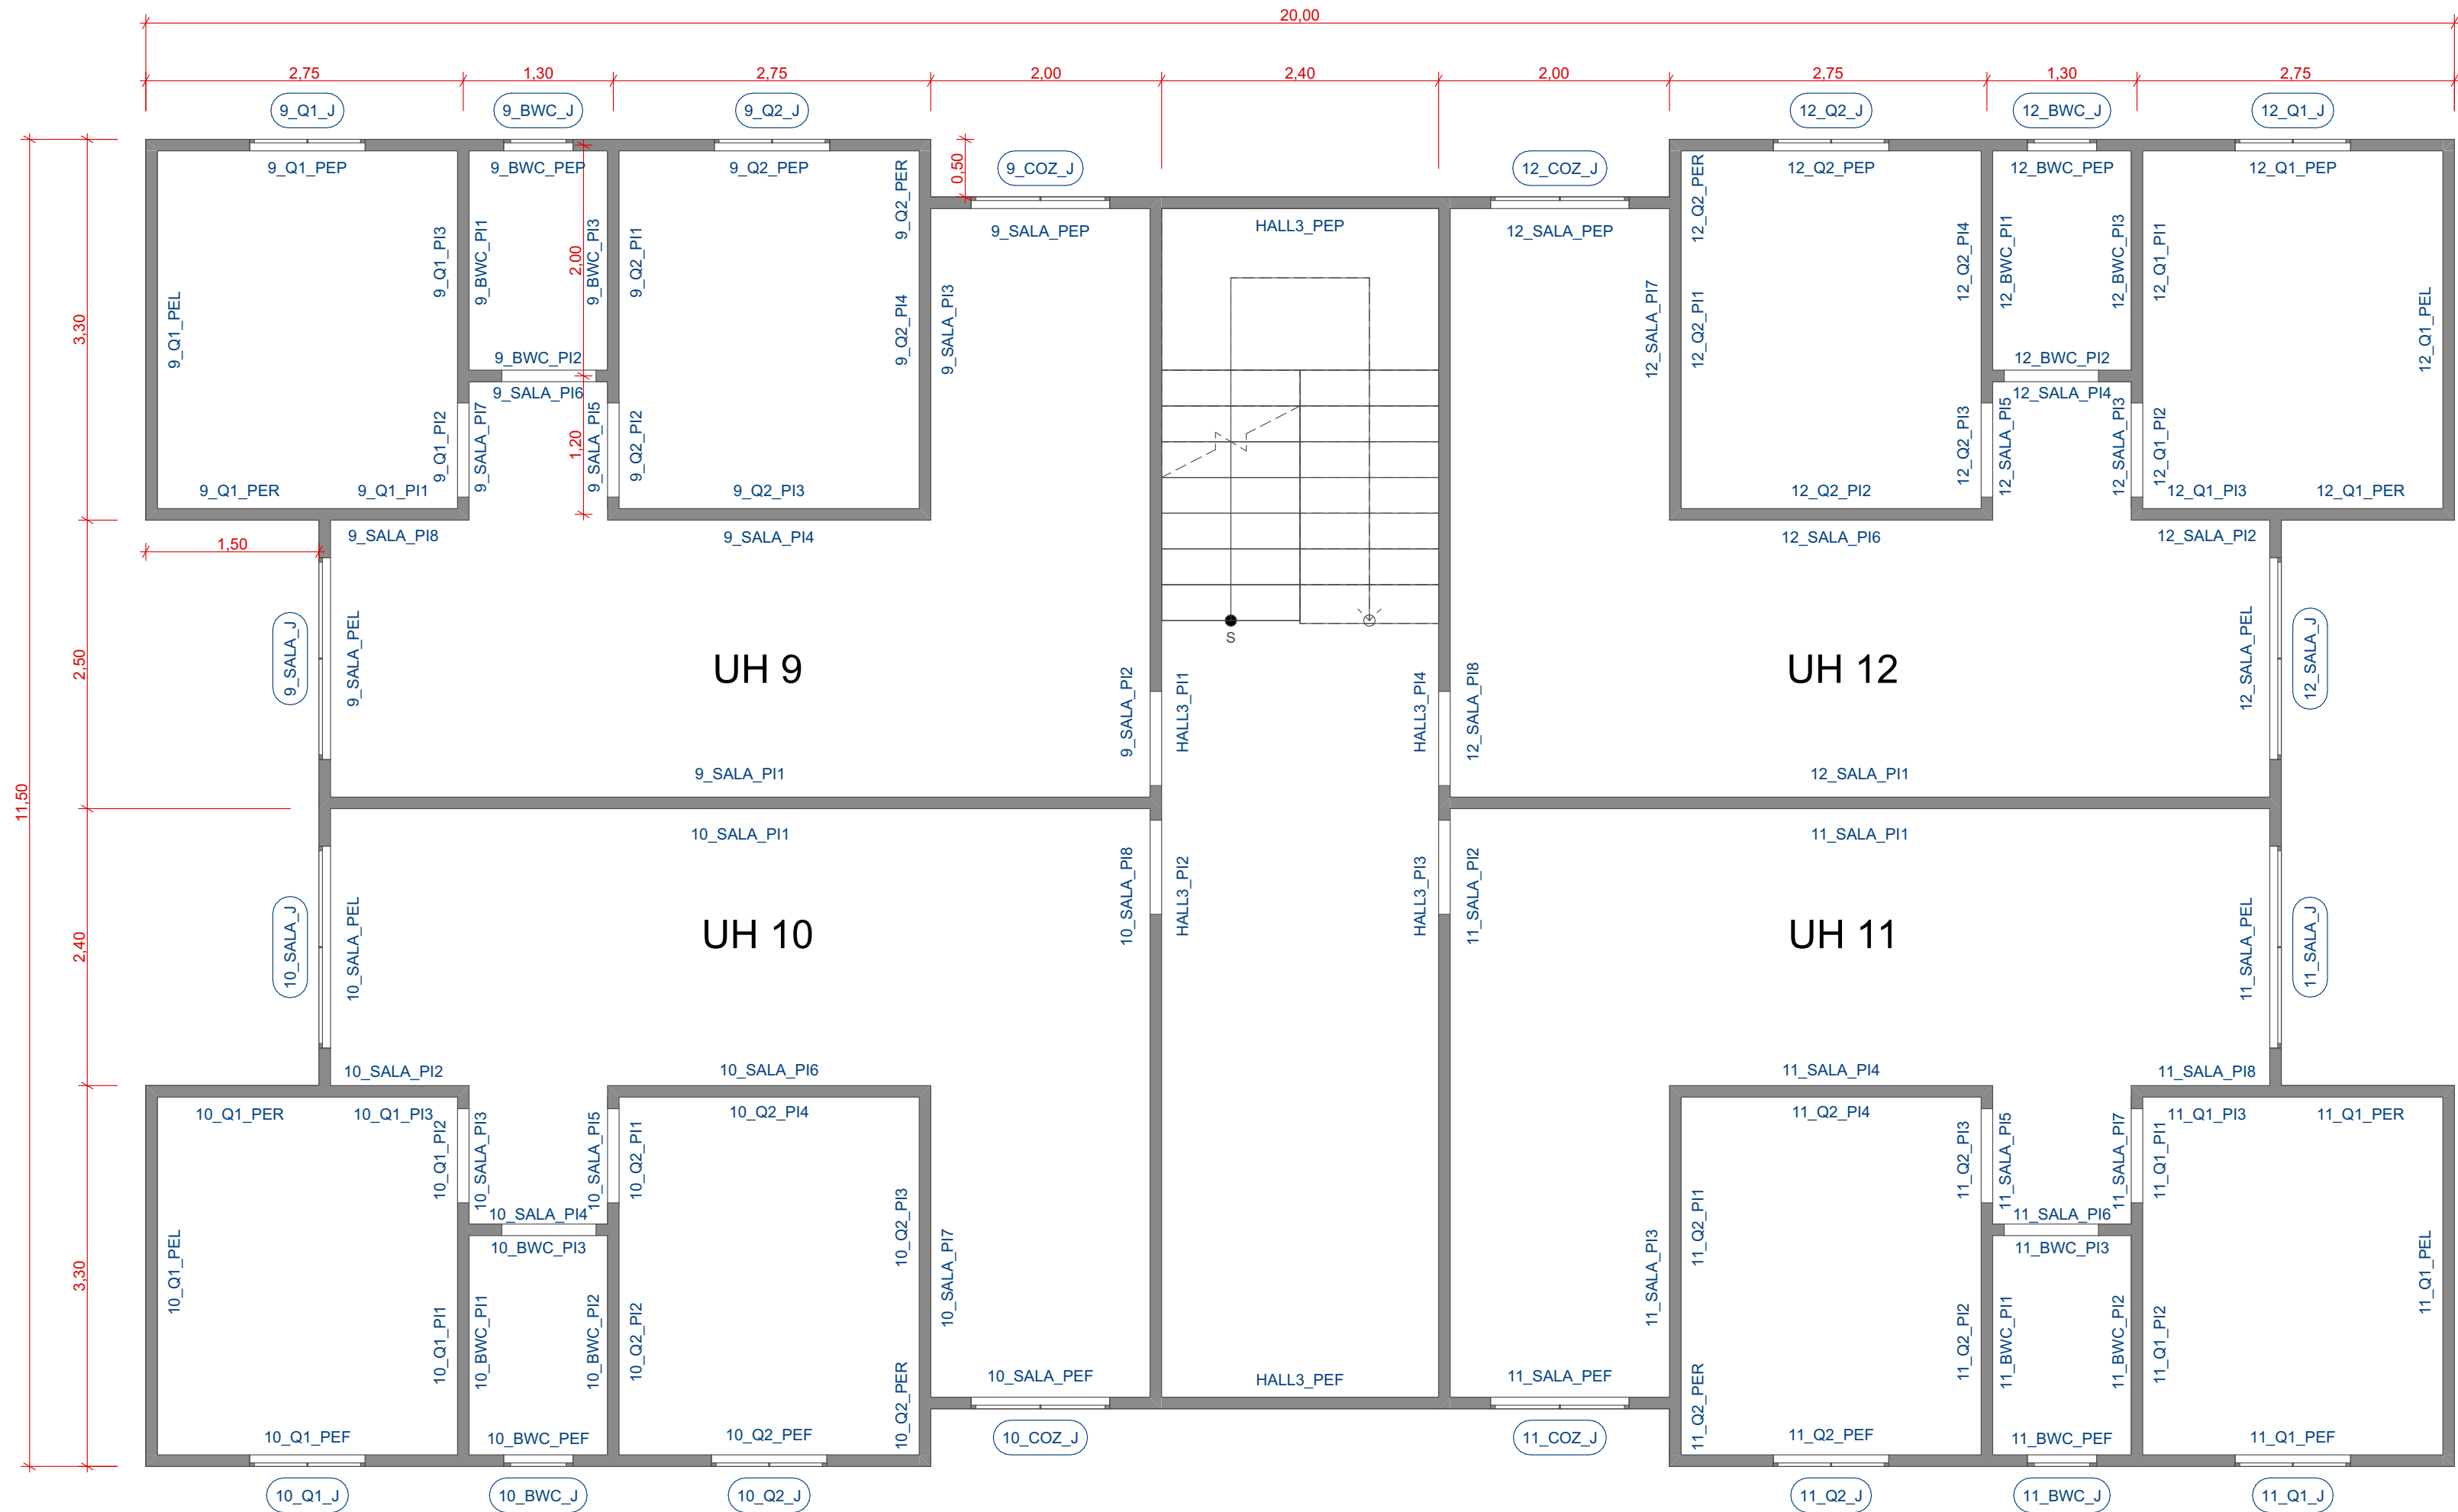 20,00
2,75 1,30 2,75 2,00 2,40 2,00 2,75 1,30 2,75
9_Q1_J 9_BWC_J 9_Q2_J 12_Q2_J 12_BWC_J 12_Q1_J
9_Q1_PEP 9_BWC_PEP 9_Q2_PEP 9_Q2_PER 0,50 9_COZ_J 12_COZ_J 12_Q2_PER 12_Q2_PEP 12_BWC_PEP 12_Q1_PEP
9_SALA_PEP HALL3_PEP 12_SALA_PEP
9_Q1_PI3 9_BWC_PI1 2,00 9_BWC_PI3 9_Q2_PI1 12_Q2_PI4 12_BWC_PI1 12_BWC_PI3 12_Q1_PI1
3,30 9_Q1_PEL 9_Q2_PI4 9_SALA_PI3 12_SALA_PI7 12_Q2_PI1 12_Q1_PEL
9_BWC_PI2 12_BWC_PI2
9_SALA_PI6 12_SALA_PI4
9_Q1_PI2 9_SALA_PI7 1,20 9_SALA_PI5 9_Q2_PI2 12_Q2_PI3 12_SALA_PI5 12_SALA_PI3 12_Q1_PI2
9_Q1_PER 9_Q1_PI1 9_Q2_PI3 12_Q2_PI2 12_Q1_PI3 12_Q1_PER
1,50 9_SALA_PI8 9_SALA_PI4 12_SALA_PI6 12_SALA_PI2
S
2,50 9_SALA_J 9_SALA_PEL UH 9 9_SALA_PI2 HALL3_PI1 HALL3_PI4 12_SALA_PI8 UH 12 12_SALA_PEL 12_SALA_J
9_SALA_PI1 12_SALA_PI1
11,50
10_SALA_PI1 11_SALA_PI1
2,40 10_SALA_J 10_SALA_PEL UH 10 10_SALA_PI8 HALL3_PI2 HALL3_PI3 11_SALA_PI2 UH 11 11_SALA_PEL 11_SALA_J
10_SALA_PI2 10_SALA_PI6 11_SALA_PI4 11_SALA_PI8
10_Q1_PER 10_Q1_PI3 10_Q2_PI4 11_Q2_PI4 11_Q1_PI3 11_Q1_PER
10_Q1_PI2 10_SALA_PI3 10_SALA_PI5 10_Q2_PI1 11_Q2_PI3 11_SALA_PI5 11_SALA_PI7 11_Q1_PI1
10_SALA_PI4 11_SALA_PI6
10_BWC_PI3 11_BWC_PI3
3,30 10_Q1_PEL 10_Q2_PI3 10_SALA_PI7 11_SALA_PI3 11_Q2_PI1 11_Q1_PEL
10_Q1_PI1 10_BWC_PI1 10_BWC_PI2 10_Q2_PI2 11_Q2_PI2 11_BWC_PI1 11_BWC_PI2 11_Q1_PI2
10_SALA_PEF HALL3_PEF 11_SALA_PEF
10_Q1_PEF 10_BWC_PEF 10_Q2_PEF 10_Q2_PER 10_COZ_J 11_COZ_J 11_Q2_PER 11_Q2_PEF 11_BWC_PEF 11_Q1_PEF
10_Q1_J 10_BWC_J 10_Q2_J 11_Q2_J 11_BWC_J 11_Q1_J